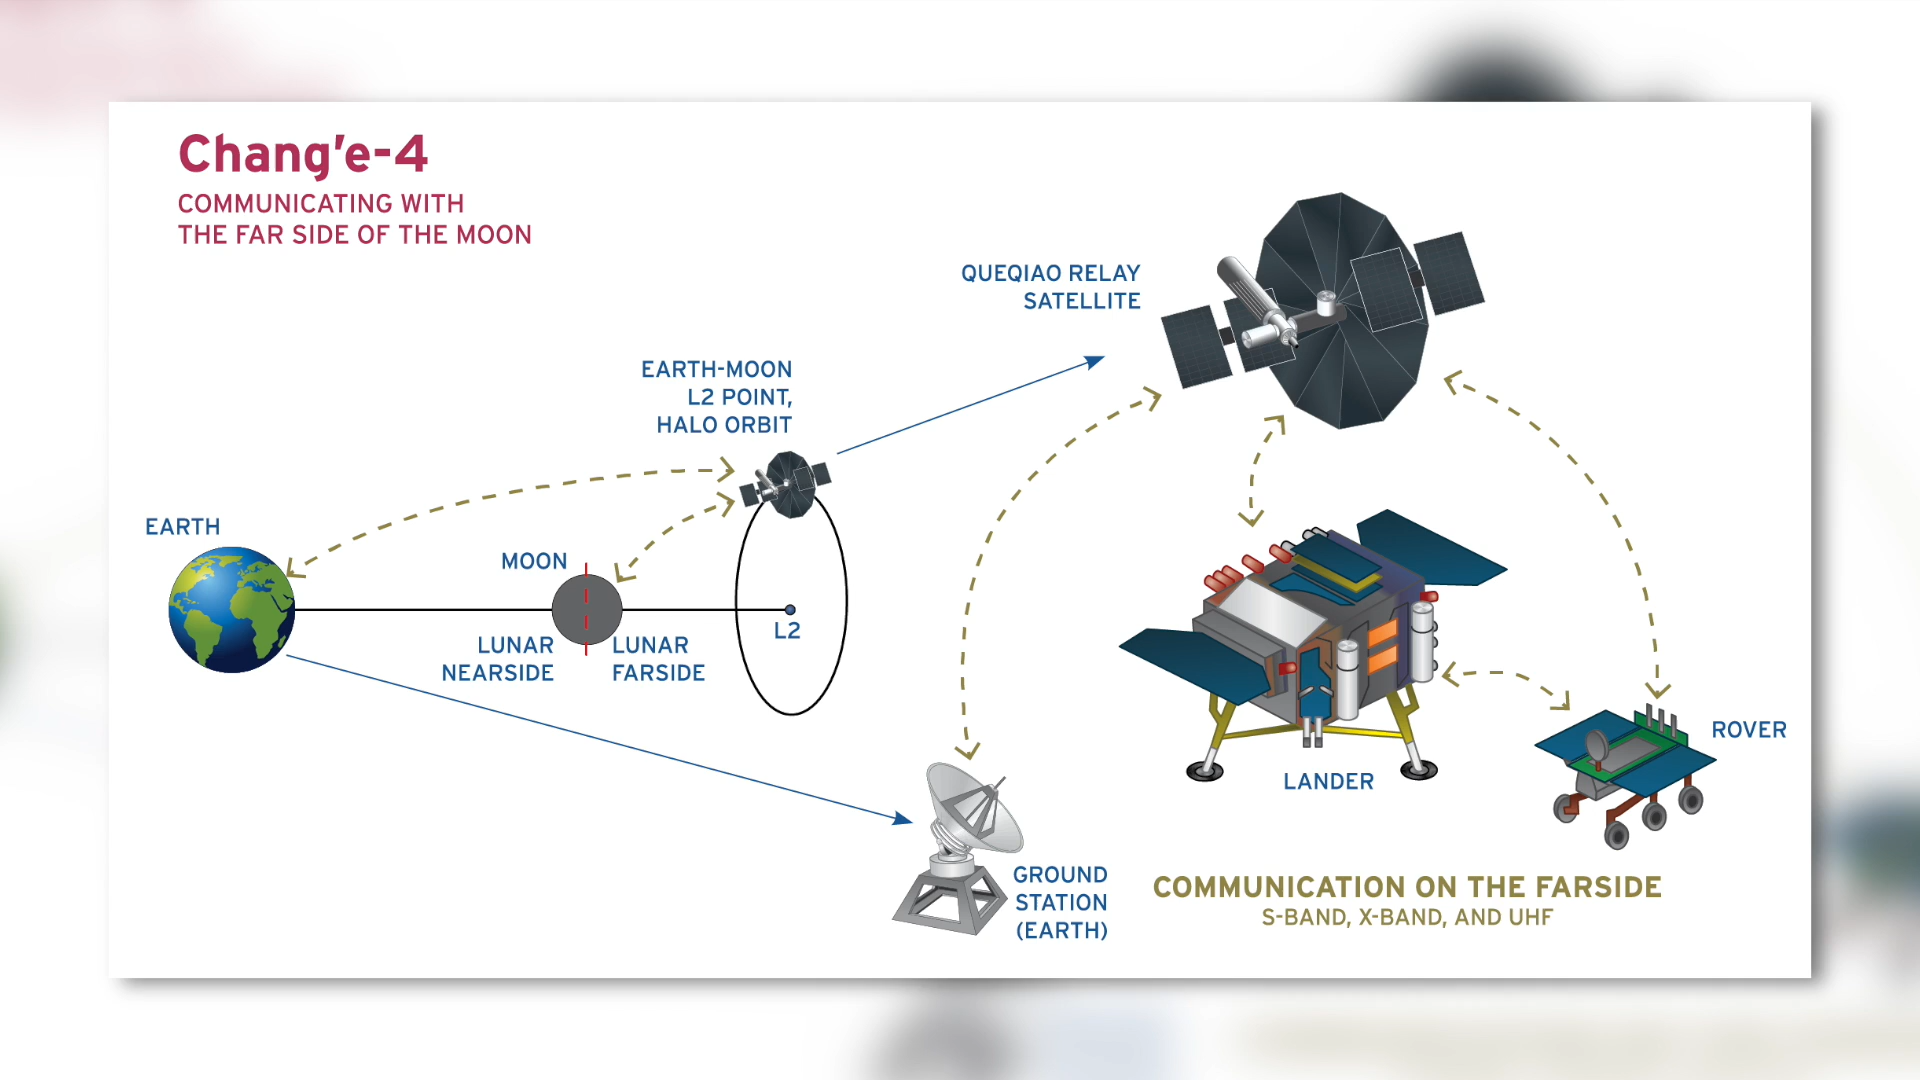 Chang'e-4
COMMUNICATING WITH
THE FAR SIDE OF THE MOON
QUEQIAO RELAY
SATELLITE
EARTH-MOON
L2 POINT,
HALO ORBIT
EARTH
MOON
L2
LUNAR
NEARSIDE
LUNAR
FARSIDE
ROVER
LANDER
GROUND
STATION
(EARTH)
COMMUNICATION ON THE FARSIDE
S-BAND, X-BAND, AND UHF